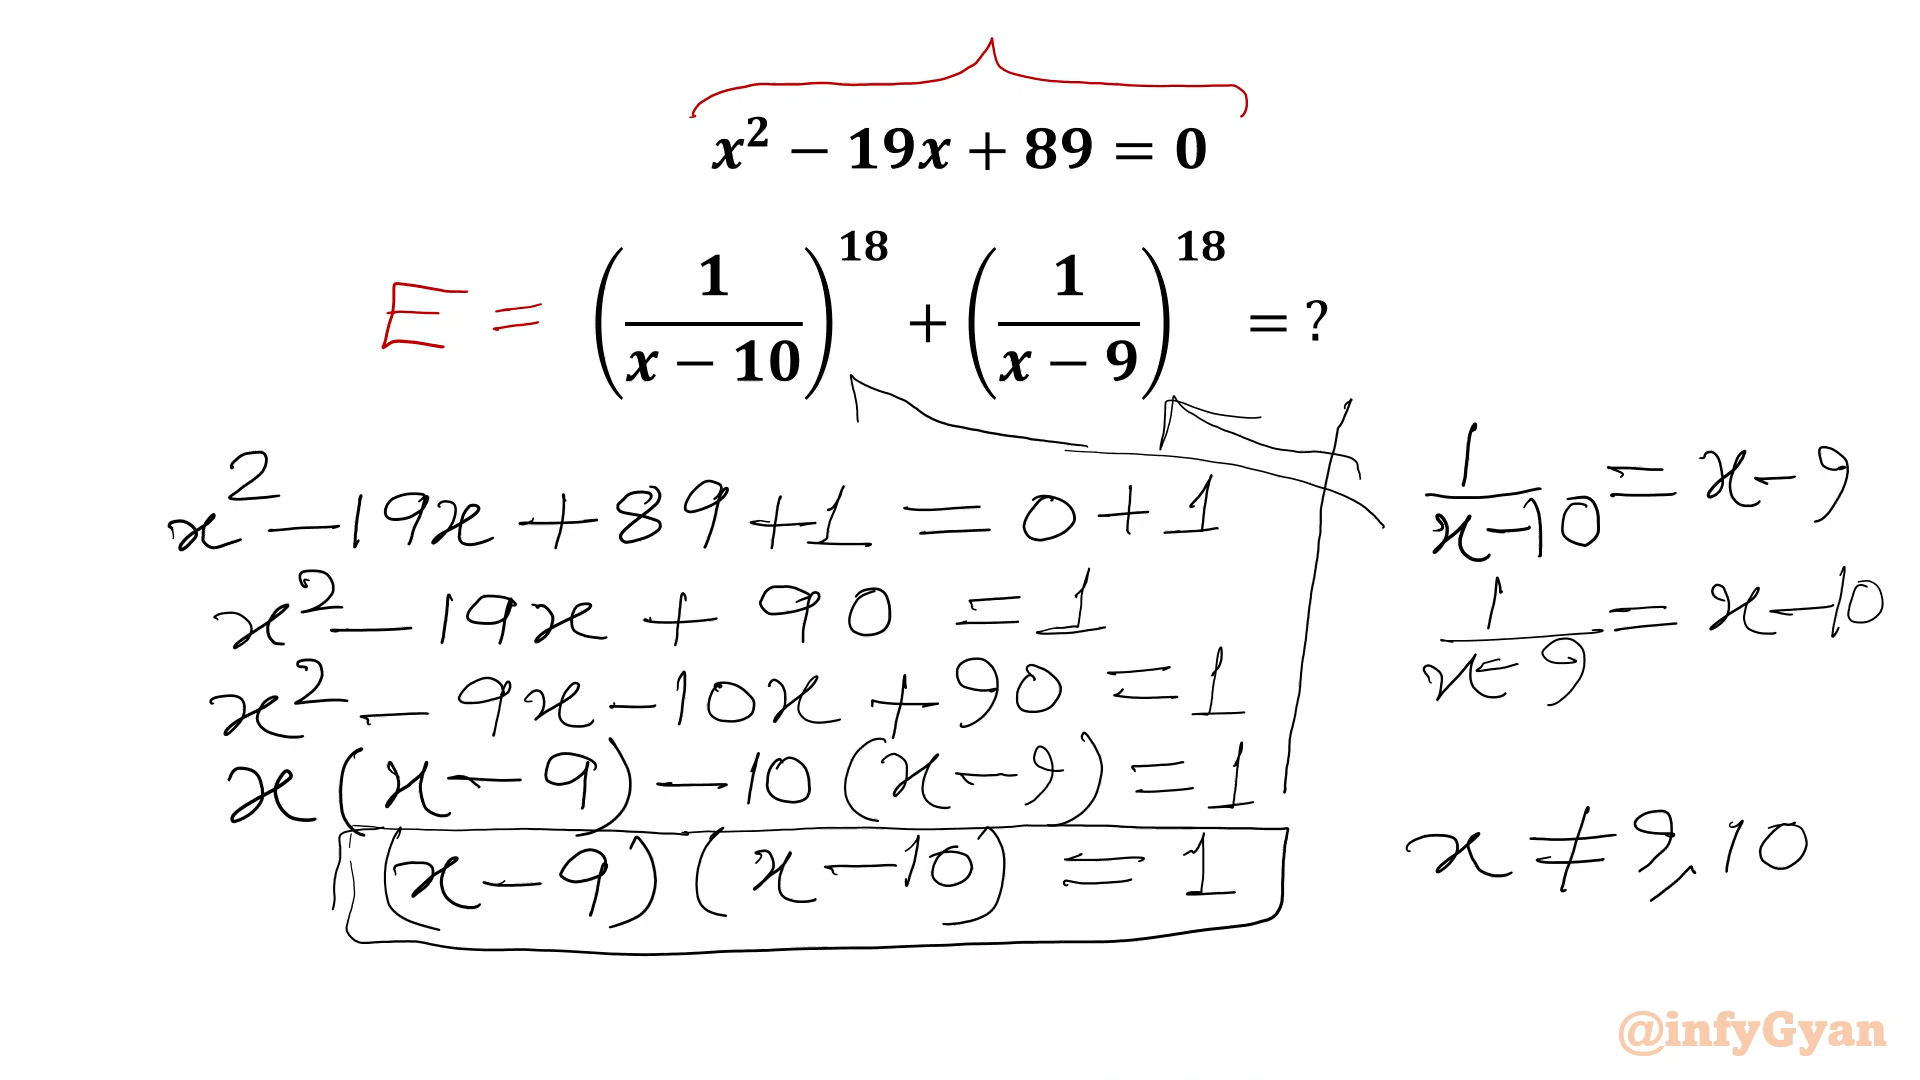 x² − 19x + 89 = 0
E = (1/(x − 10))^18 + (1/(x − 9))^18 = ?
x² − 19x + 89 + 1 = 0 + 1
x² − 19x + 90 = 1
x² − 9x − 10x + 90 = 1
x(x − 9) − 10(x − 9) = 1
(x − 9)(x − 10) = 1
1/(x − 10) = x − 9
1/(x − 9) = x − 10
x ≠ 9, 10
@infyGyan